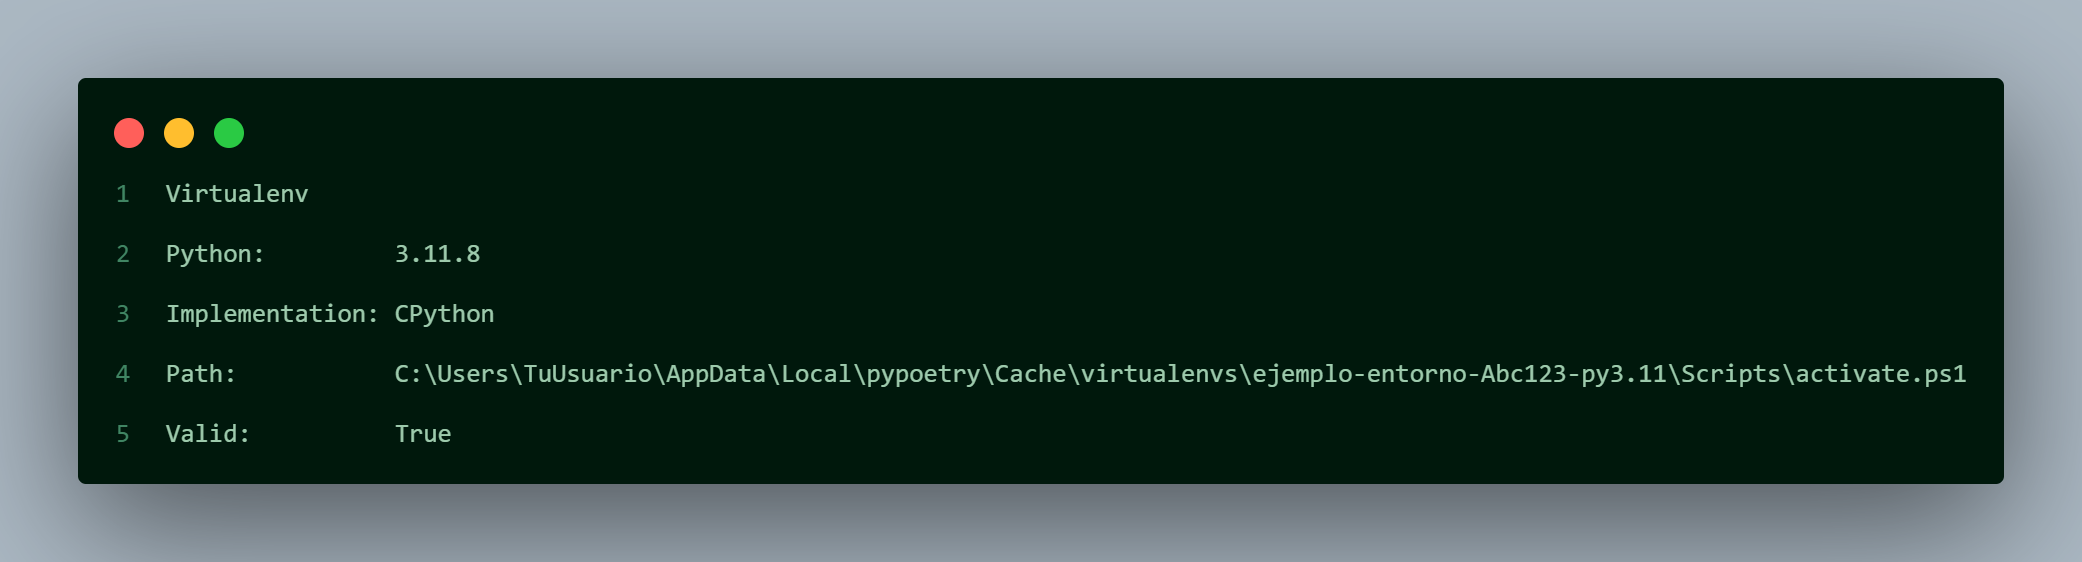 1 Virtualenv
2 Python:         3.11.8
3 Implementation: CPython
4 Path:           C:\Users\TuUsuario\AppData\Local\pypoetry\Cache\virtualenvs\ejemplo-entorno-Abc123-py3.11\Scripts\activate.ps1
5 Valid:          True